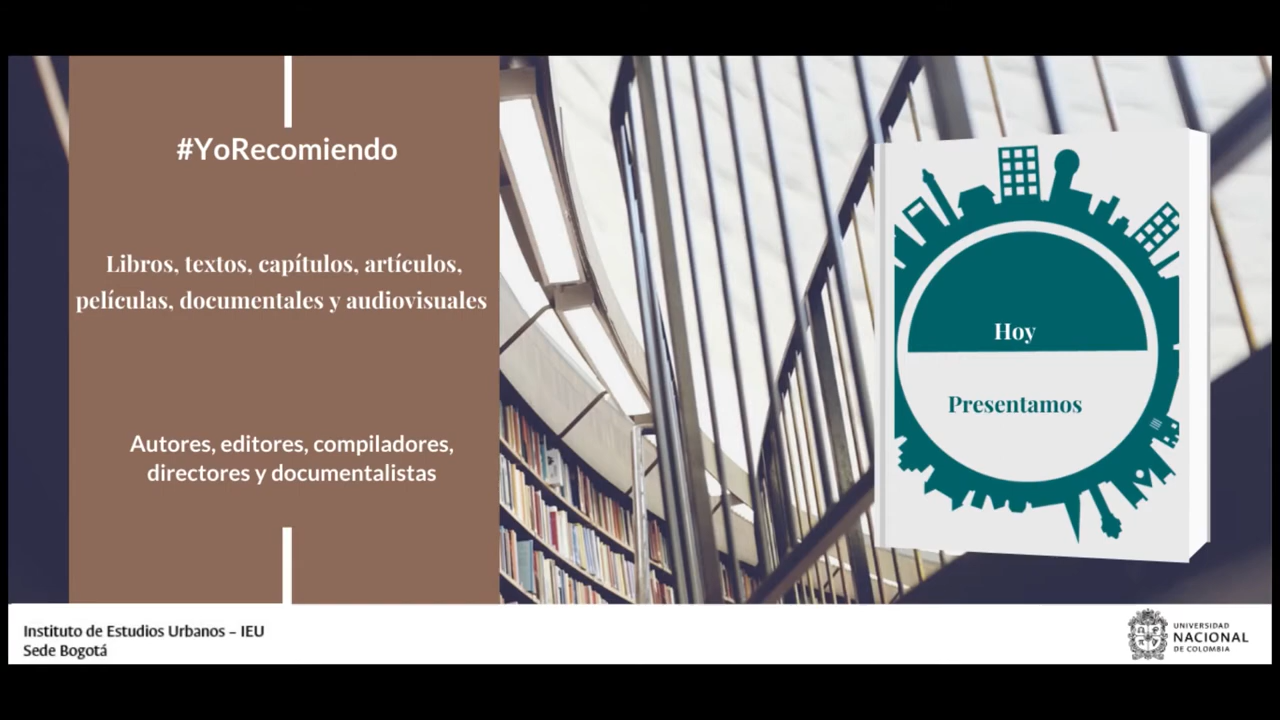 #YoRecomiendo
Libros, textos, capítulos, artículos,
películas, documentales y audiovisuales
Autores, editores, compiladores,
directores y documentalistas
Hoy
Presentamos
Instituto de Estudios Urbanos – IEU
Sede Bogotá
UNIVERSIDAD
NACIONAL
DE COLOMBIA